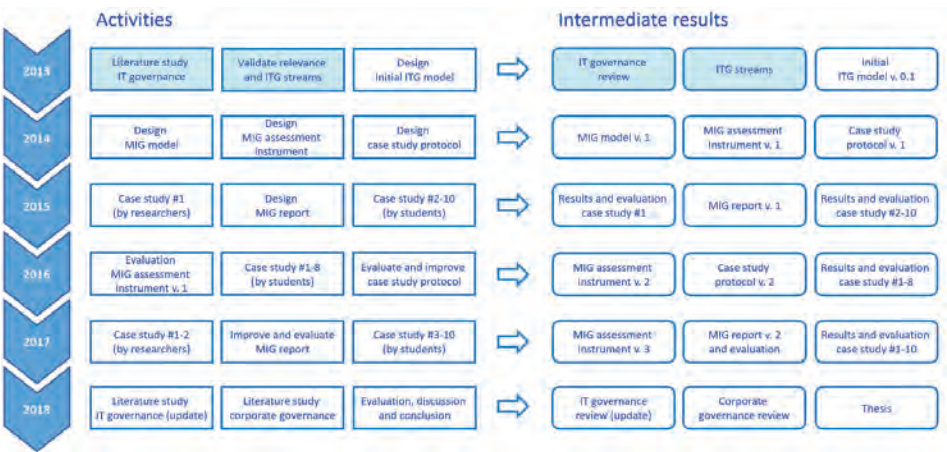 Activities
Intermediate results
2013
Literature study
IT governance
Validate relevance
and ITG streams
Design
initial ITG model
IT governance
review
ITG streams
Initial
ITG model v. 0.1
2014
Design
MIG model
Design
MIG assessment
instrument
Design
case study protocol
MIG model v. 1
MIG assessment
instrument v. 1
Case study
protocol v. 1
2015
Case study #1
(by researchers)
Design
MIG report
Case study #2-10
(by students)
Results and evaluation
case study #1
MIG report v. 1
Results and evaluation
case study #2-10
2016
Evaluation
MIG assessment
instrument v. 1
Case study #1-8
(by students)
Evaluate and improve
case study protocol
MIG assessment
instrument v. 2
Case study
protocol v. 2
Results and evaluation
case study #1-8
2017
Case study #1-2
(by researchers)
Improve and evaluate
MIG report
Case study #3-10
(by students)
MIG assessment
instrument v. 3
MIG report v. 2
and evaluation
Results and evaluation
case study #1-10
2018
Literature study
IT governance (update)
Literature study
corporate governance
Evaluation, discussion
and conclusion
IT governance
review (update)
Corporate
governance review
Thesis